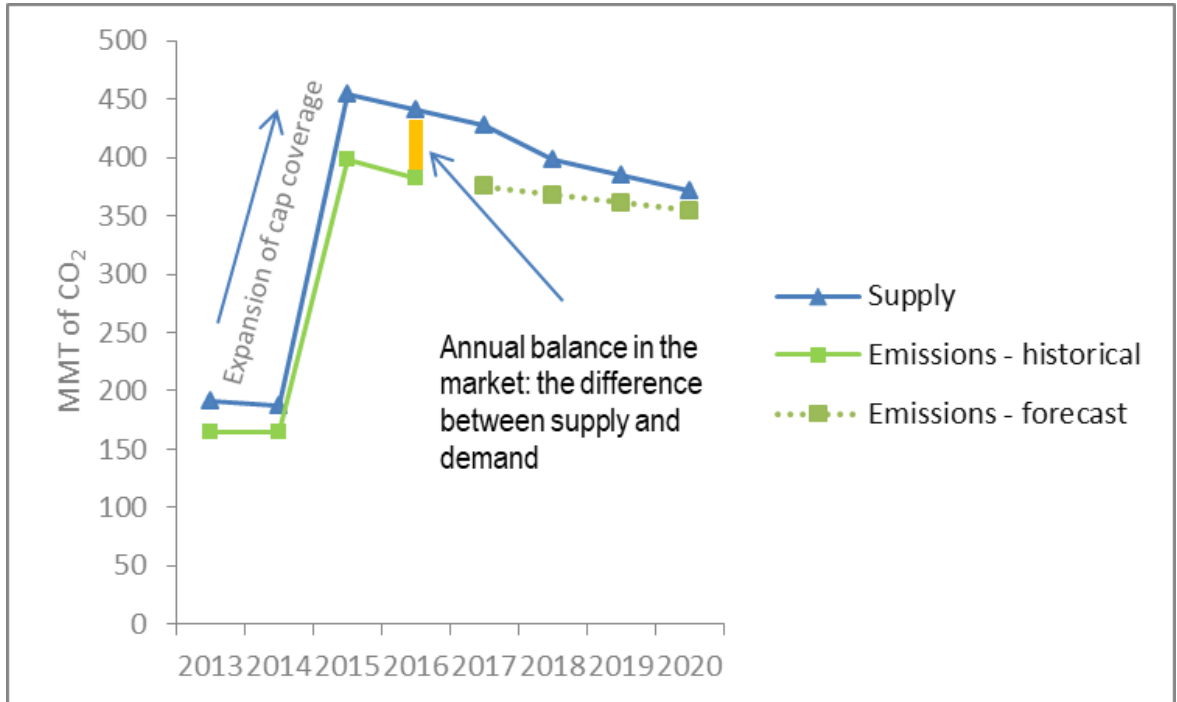 500
450
400
350
300
250
200
150
100
50
0
MMT of CO₂
Expansion of cap coverage
Annual balance in the
market: the difference
between supply and
demand
2013 2014 2015 2016 2017 2018 2019 2020
Supply
Emissions - historical
Emissions - forecast